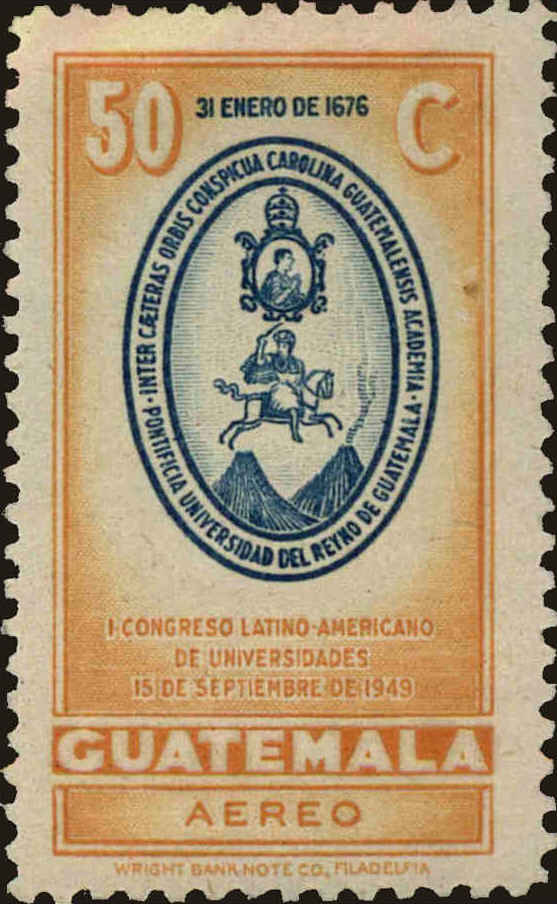 50 C
31 ENERO DE 1676
INTER CÆTERAS ORBIS CONSPICUA CAROLINA GUATEMALENSIS ACADEMIA
PONTIFICIA UNIVERSIDAD DEL REYNO DE GUATEMALA
I CONGRESO LATINO-AMERICANO
DE UNIVERSIDADES
15 DE SEPTIEMBRE DE 1949
GUATEMALA
AEREO
WRIGHT BANK NOTE CO., FILADELFIA